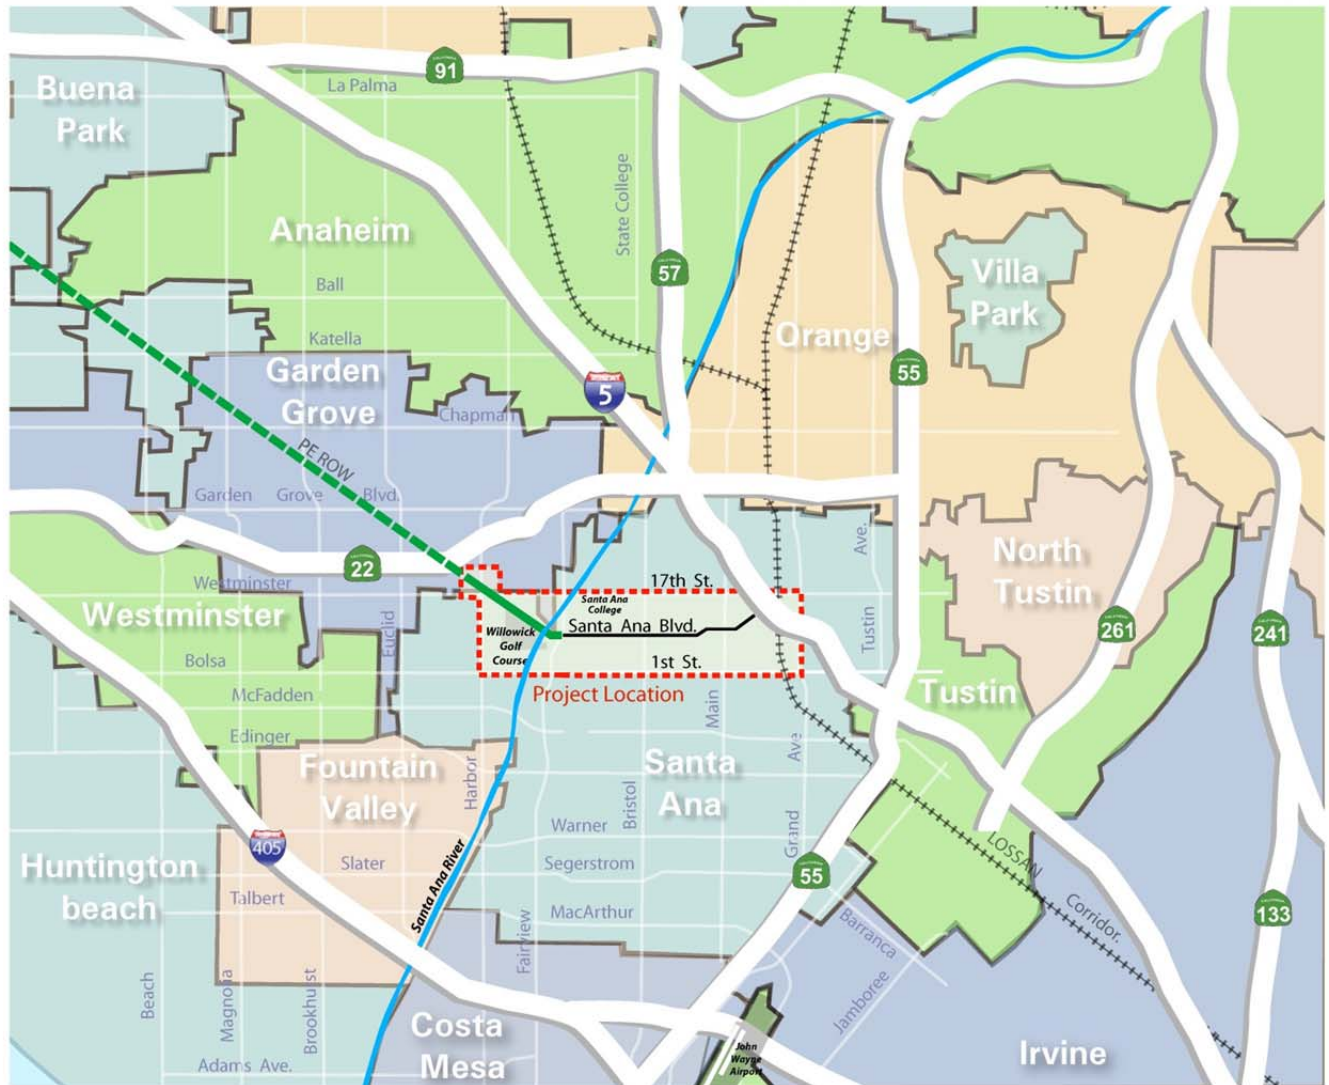 Buena
Park
91
La Palma
State College
Anaheim
57
Ball
Villa
Park
Orange
Katella
Garden
Grove
5
55
Chapman
PE ROW
Garden Grove Blvd.
Ave.
22
Westminster
17th St.
North
Tustin
Santa Ana
College
Westminster
Euclid
Willowick
Golf
Course
Santa Ana Blvd.
Tustin
261
241
Bolsa
1st St.
McFadden
Project Location
Main
Tustin
Edinger
Fountain
Valley
Harbor
Santa
Ana
Bristol
Ave
Grand
Warner
405
Slater
Segerstrom
LOSSAN Corridor.
Huntington
beach
Talbert
Santa Ana River
55
MacArthur
Barranca
133
Fairview
Beach
Magnolia
Brookhurst
Jamboree
Costa
Mesa
John
Wayne
Airport
Irvine
Adams Ave.